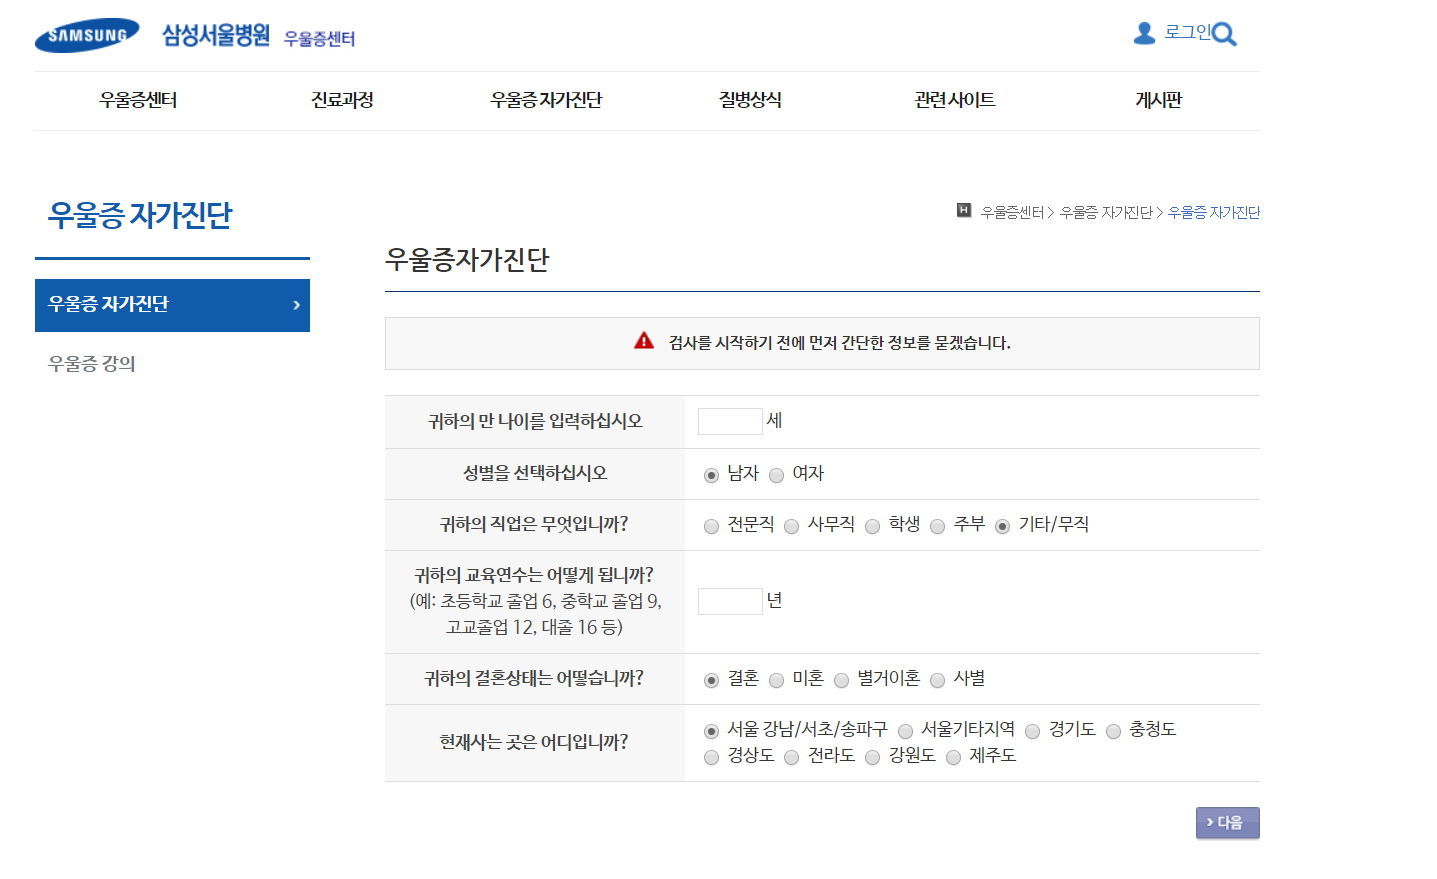 SAMSUNG 삼성서울병원 우울증센터
로그인
우울증센터 진료과정 우울증 자가진단 질병상식 관련 사이트 게시판
우울증 자가진단
H 우울증센터 > 우울증 자가진단 > 우울증 자가진단
우울증자가진단
우울증 자가진단
우울증 강의
검사를 시작하기 전에 먼저 간단한 정보를 묻겠습니다.
귀하의 만 나이를 입력하십시오 세
성별을 선택하십시오 남자 여자
귀하의 직업은 무엇입니까? 전문직 사무직 학생 주부 기타/무직
귀하의 교육연수는 어떻게 됩니까?
(예: 초등학교 졸업 6, 중학교 졸업 9,
고교졸업 12, 대졸 16 등)
년
귀하의 결혼상태는 어떻습니까? 결혼 미혼 별거이혼 사별
현재사는 곳은 어디입니까?
서울 강남/서초/송파구 서울기타지역 경기도 충청도
경상도 전라도 강원도 제주도
다음